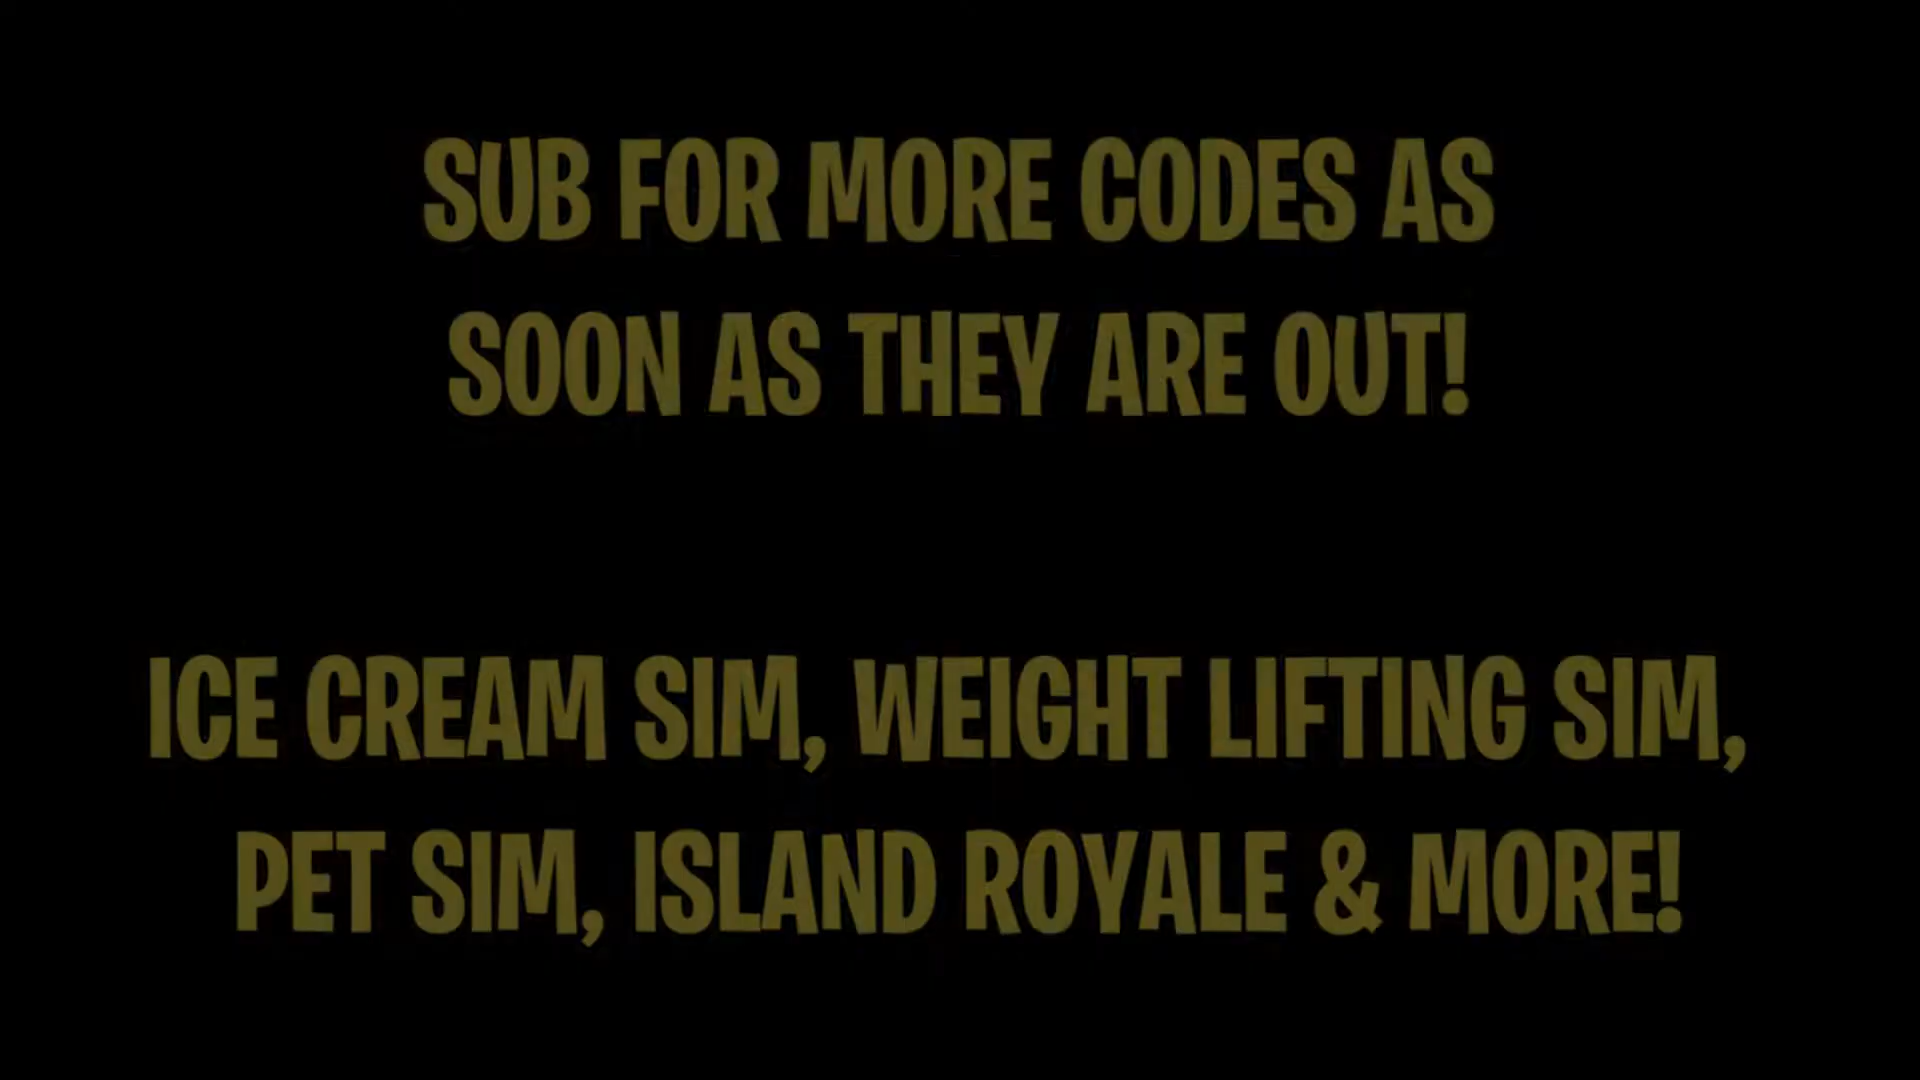 SUB FOR MORE CODES AS
SOON AS THEY ARE OUT!
ICE CREAM SIM, WEIGHT LIFTING SIM,
PET SIM, ISLAND ROYALE & MORE!